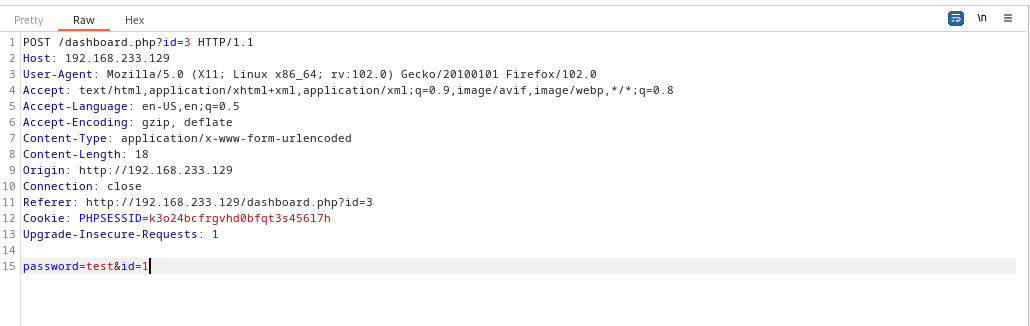 Pretty Raw Hex \n
1 POST /dashboard.php?id=3 HTTP/1.1
2 Host: 192.168.233.129
3 User-Agent: Mozilla/5.0 (X11; Linux x86_64; rv:102.0) Gecko/20100101 Firefox/102.0
4 Accept: text/html,application/xhtml+xml,application/xml;q=0.9,image/avif,image/webp,*/*;q=0.8
5 Accept-Language: en-US,en;q=0.5
6 Accept-Encoding: gzip, deflate
7 Content-Type: application/x-www-form-urlencoded
8 Content-Length: 18
9 Origin: http://192.168.233.129
10 Connection: close
11 Referer: http://192.168.233.129/dashboard.php?id=3
12 Cookie: PHPSESSID=k3o24bcfrgvhd0bfqt3s45617h
13 Upgrade-Insecure-Requests: 1
14
15 password=test&id=1